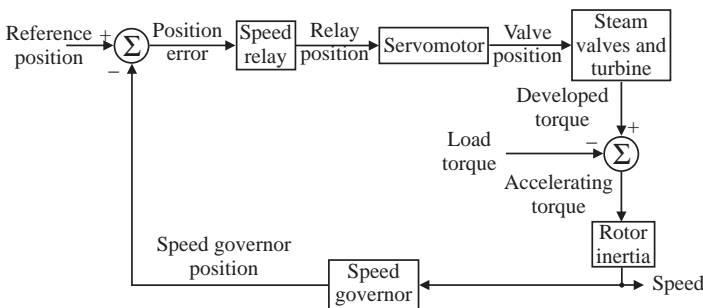 Reference
position
+
−
Σ
Position
error
Speed
relay
Relay
position
Servomotor
Valve
position
Steam
valves and
turbine
Developed
torque
+
−
Σ
Load
torque
Accelerating
torque
Rotor
inertia
Speed
Speed
governor
Speed governor
position